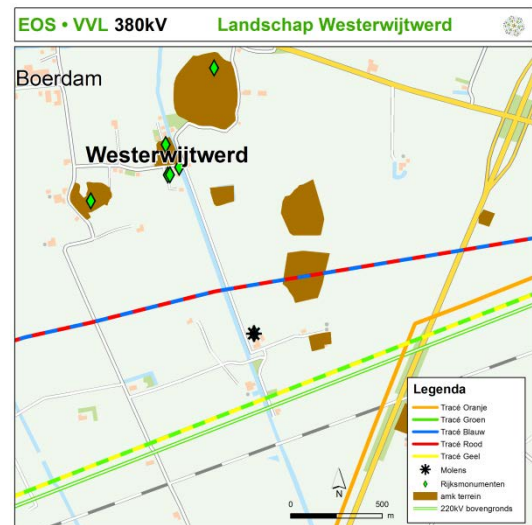 EOS • VVL 380kV Landschap Westerwijtwerd
Boerdam
Westerwijtwerd
Legenda
Tracé Oranje
Tracé Groen
Tracé Blauw
Tracé Rood
Tracé Geel
Molens
Rijksmonumenten
amk terrein
220kV bovengronds
N
0 500
m